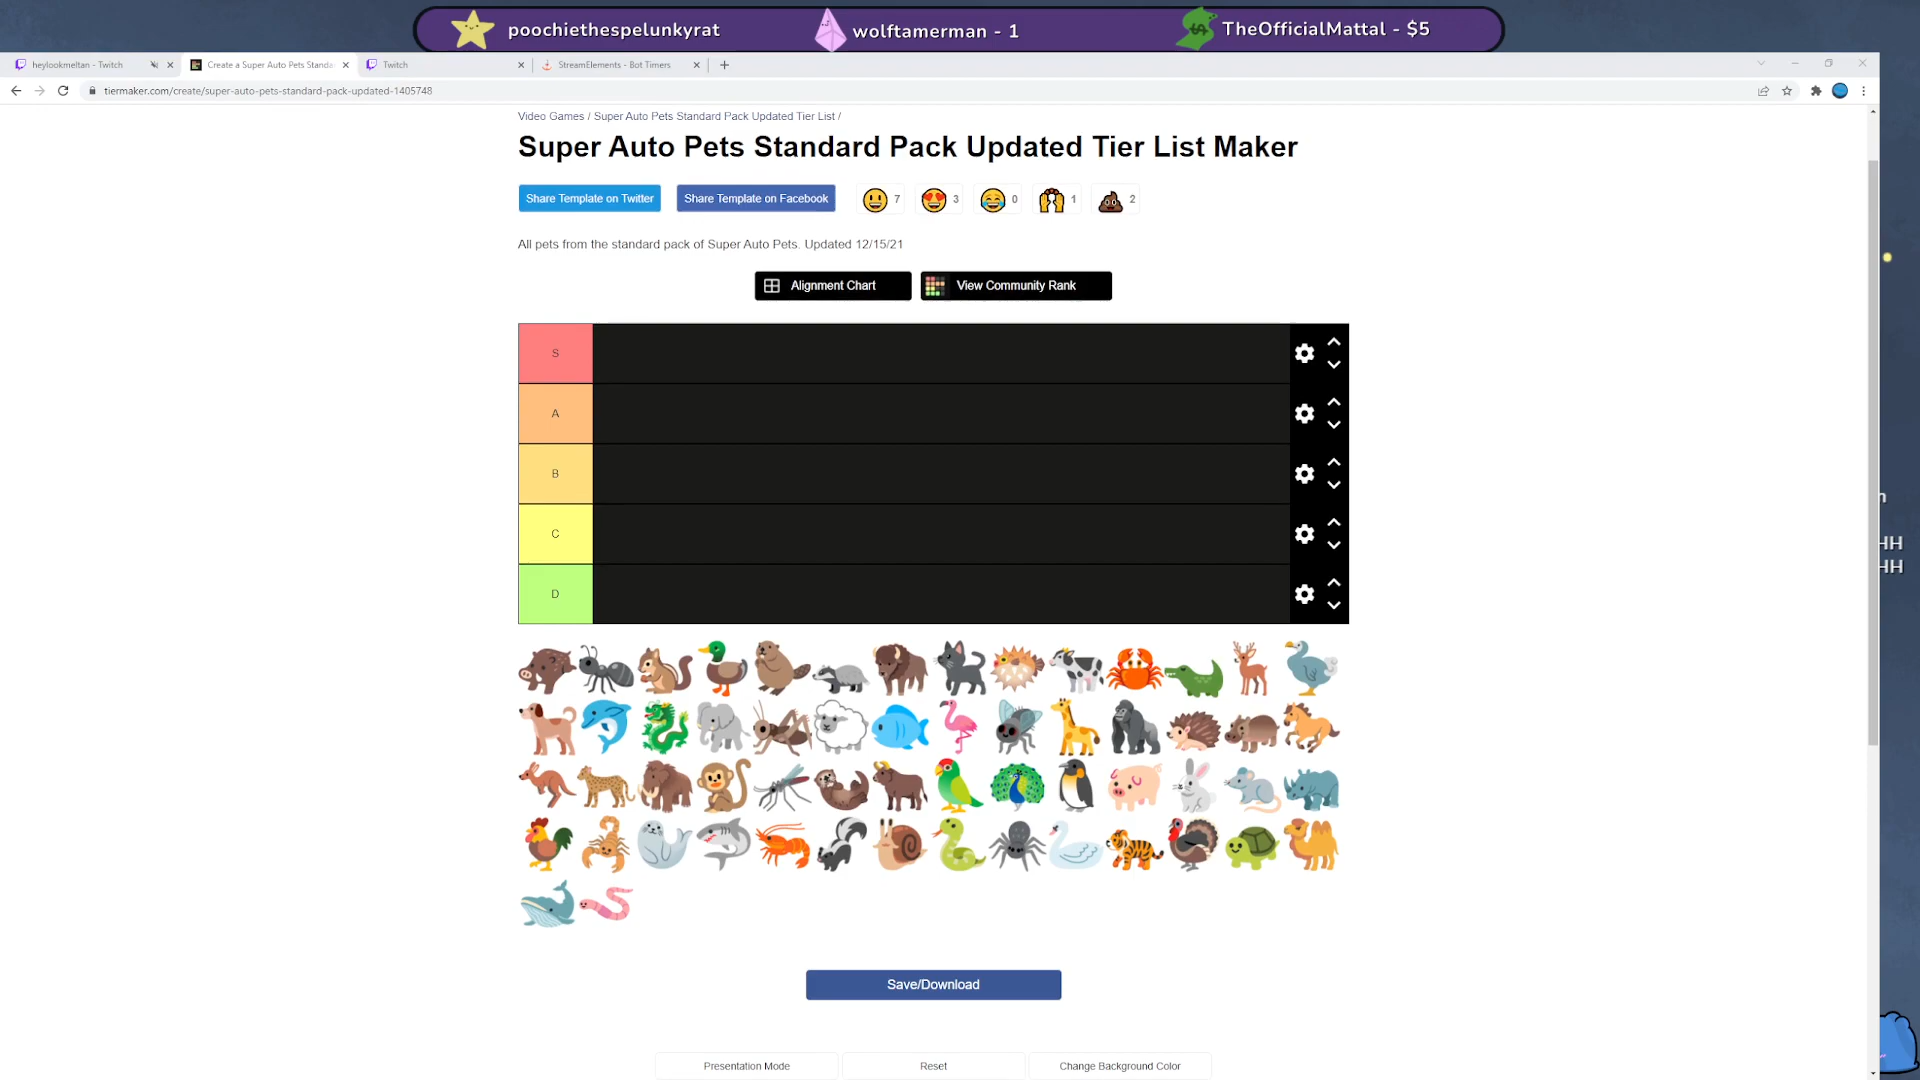 poochiethespelunkyrat
wolftamerman - 1
TheOfficialMattal - $5
heylookmeltan - Twitch
Create a Super Auto Pets Standa
Twitch
StreamElements - Bot Timers
tiermaker.com/create/super-auto-pets-standard-pack-updated-1405748
Video Games / Super Auto Pets Standard Pack Updated Tier List /
Super Auto Pets Standard Pack Updated Tier List Maker
Share Template on Twitter
Share Template on Facebook
7
3
0
1
2
All pets from the standard pack of Super Auto Pets. Updated 12/15/21
Alignment Chart
View Community Rank
S
A
B
C
D
HH
HH
Save/Download
Presentation Mode
Reset
Change Background Color